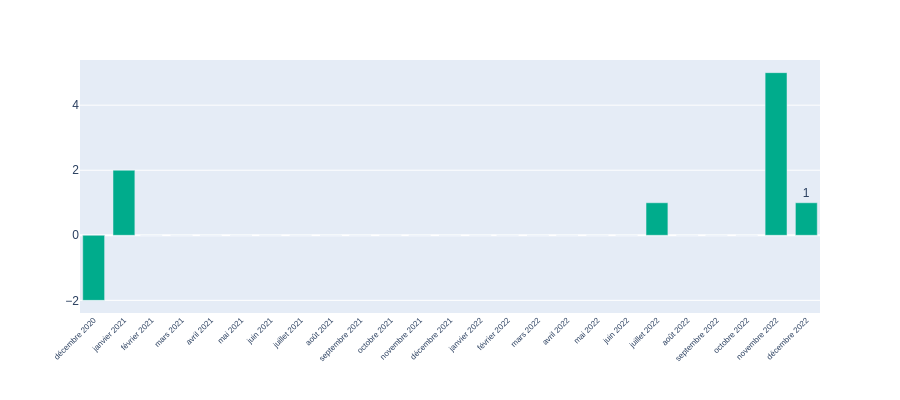 4
2
0
−2
1
décembre 2020
janvier 2021
février 2021
mars 2021
avril 2021
mai 2021
juin 2021
juillet 2021
août 2021
septembre 2021
octobre 2021
novembre 2021
décembre 2021
janvier 2022
février 2022
mars 2022
avril 2022
mai 2022
juin 2022
juillet 2022
août 2022
septembre 2022
octobre 2022
novembre 2022
décembre 2022